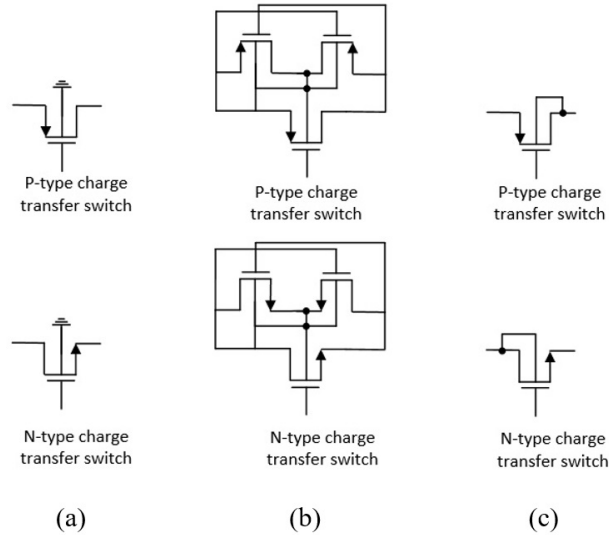 P-type charge
transfer switch
P-type charge
transfer switch
P-type charge
transfer switch
N-type charge
transfer switch
N-type charge
transfer switch
N-type charge
transfer switch
(a)
(b)
(c)